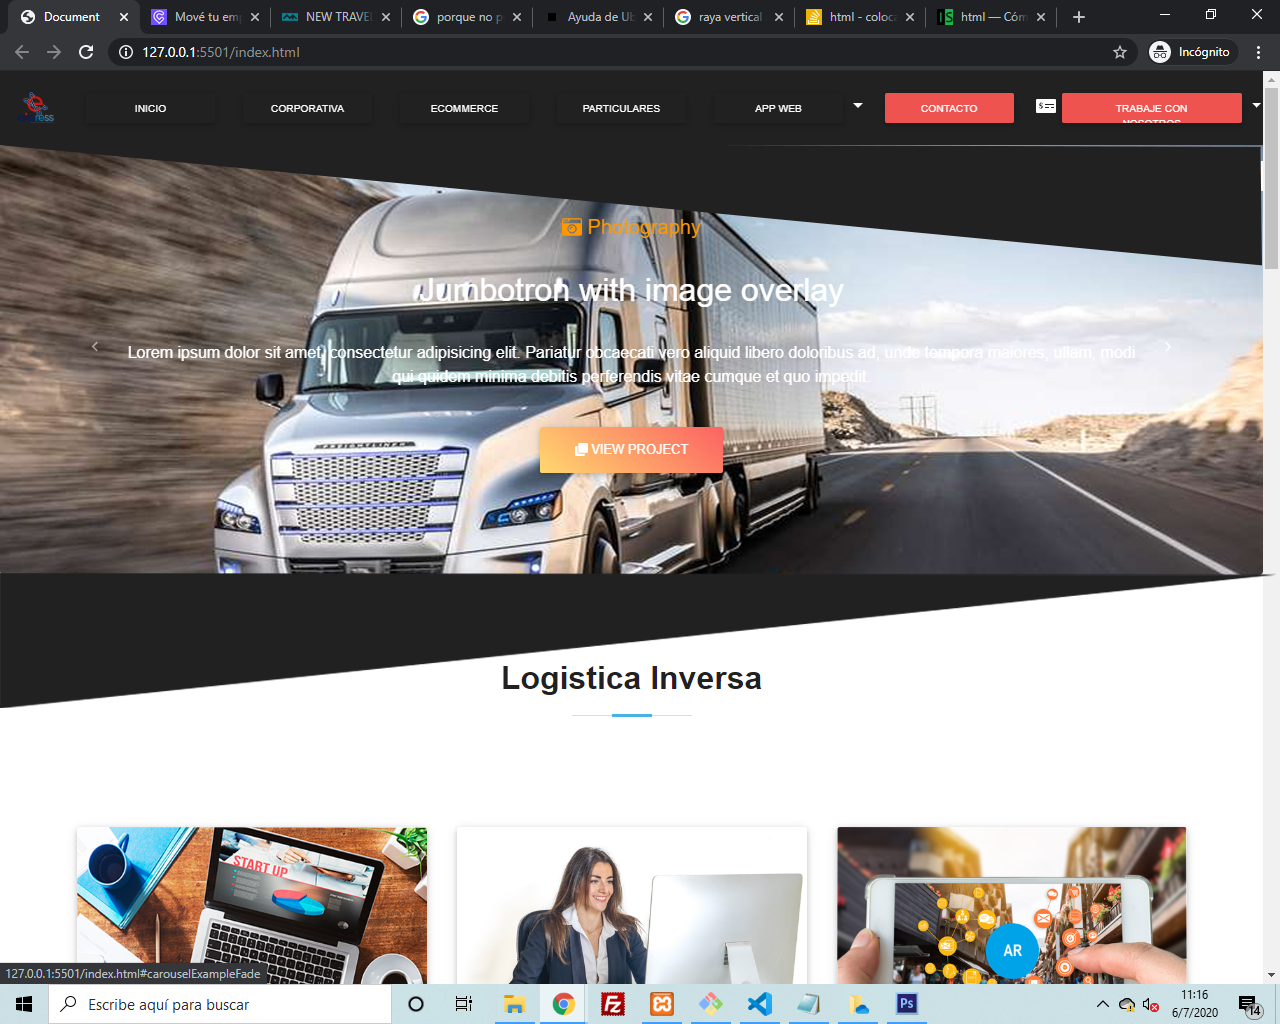 Document
Mové tu em
NEW TRAVE
porque no p
Ayuda de Ub
raya vertical
html - coloca
html — Cóm
127.0.0.1:5501/index.html
Incógnito
ress
INICIO
CORPORATIVA
ECOMMERCE
PARTICULARES
APP WEB
CONTACTO
TRABAJE CON
NOSOTROS
Photography
Jumbotron with image overlay
Lorem ipsum dolor sit amet, consectetur adipisicing elit. Pariatur obcaecati vero aliquid libero doloribus ad, unde tempora maiores, ullam, modi
qui quidem minima debitis perferendis vitae cumque et quo impedit.
VIEW PROJECT
FREIGHTLINER
Logistica Inversa
START UP
AR
127.0.0.1:5501/index.html#carouselExampleFade
Escribe aquí para buscar
Ps
11:16
6/7/2020
14